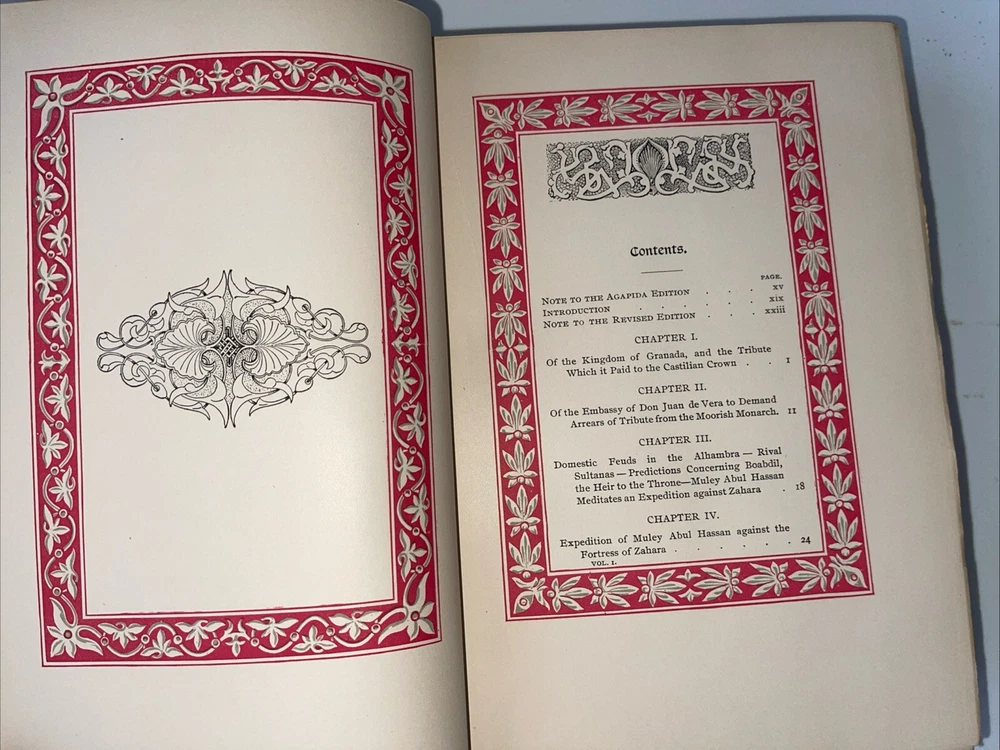 Contents.
PAGE.
NOTE TO THE AGAPIDA EDITION . . . xv
INTRODUCTION . . . . . xix
NOTE TO THE REVISED EDITION . . . xxiii
CHAPTER I.
Of the Kingdom of Granada, and the Tribute
Which it Paid to the Castilian Crown . . 1
CHAPTER II.
Of the Embassy of Don Juan de Vera to Demand
Arrears of Tribute from the Moorish Monarch. 11
CHAPTER III.
Domestic Feuds in the Alhambra — Rival
Sultanas — Predictions Concerning Boabdil,
the Heir to the Throne—Muley Abul Hassan
Meditates an Expedition against Zahara . 18
CHAPTER IV.
Expedition of Muley Abul Hassan against the
Fortress of Zahara . . . . . . 24
VOL. I.